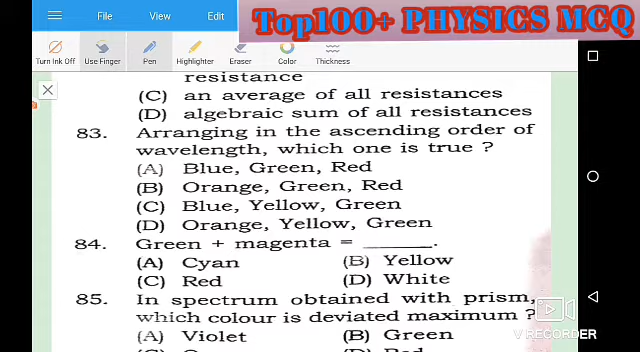 File View Edit
Top100+ PHYSICS MCQ
Turn Ink Off Use Finger Pen Highlighter Eraser Color Thickness
resistance
(C) an average of all resistances
(D) algebraic sum of all resistances
83. Arranging in the ascending order of
wavelength, which one is true ?
(A) Blue, Green, Red
(B) Orange, Green, Red
(C) Blue, Yellow, Green
(D) Orange, Yellow, Green
84. Green + magenta = ______.
(A) Cyan (B) Yellow
(C) Red (D) White
85. In spectrum obtained with prism,
which colour is deviated maximum ?
(A) Violet (B) Green
V RECORDER